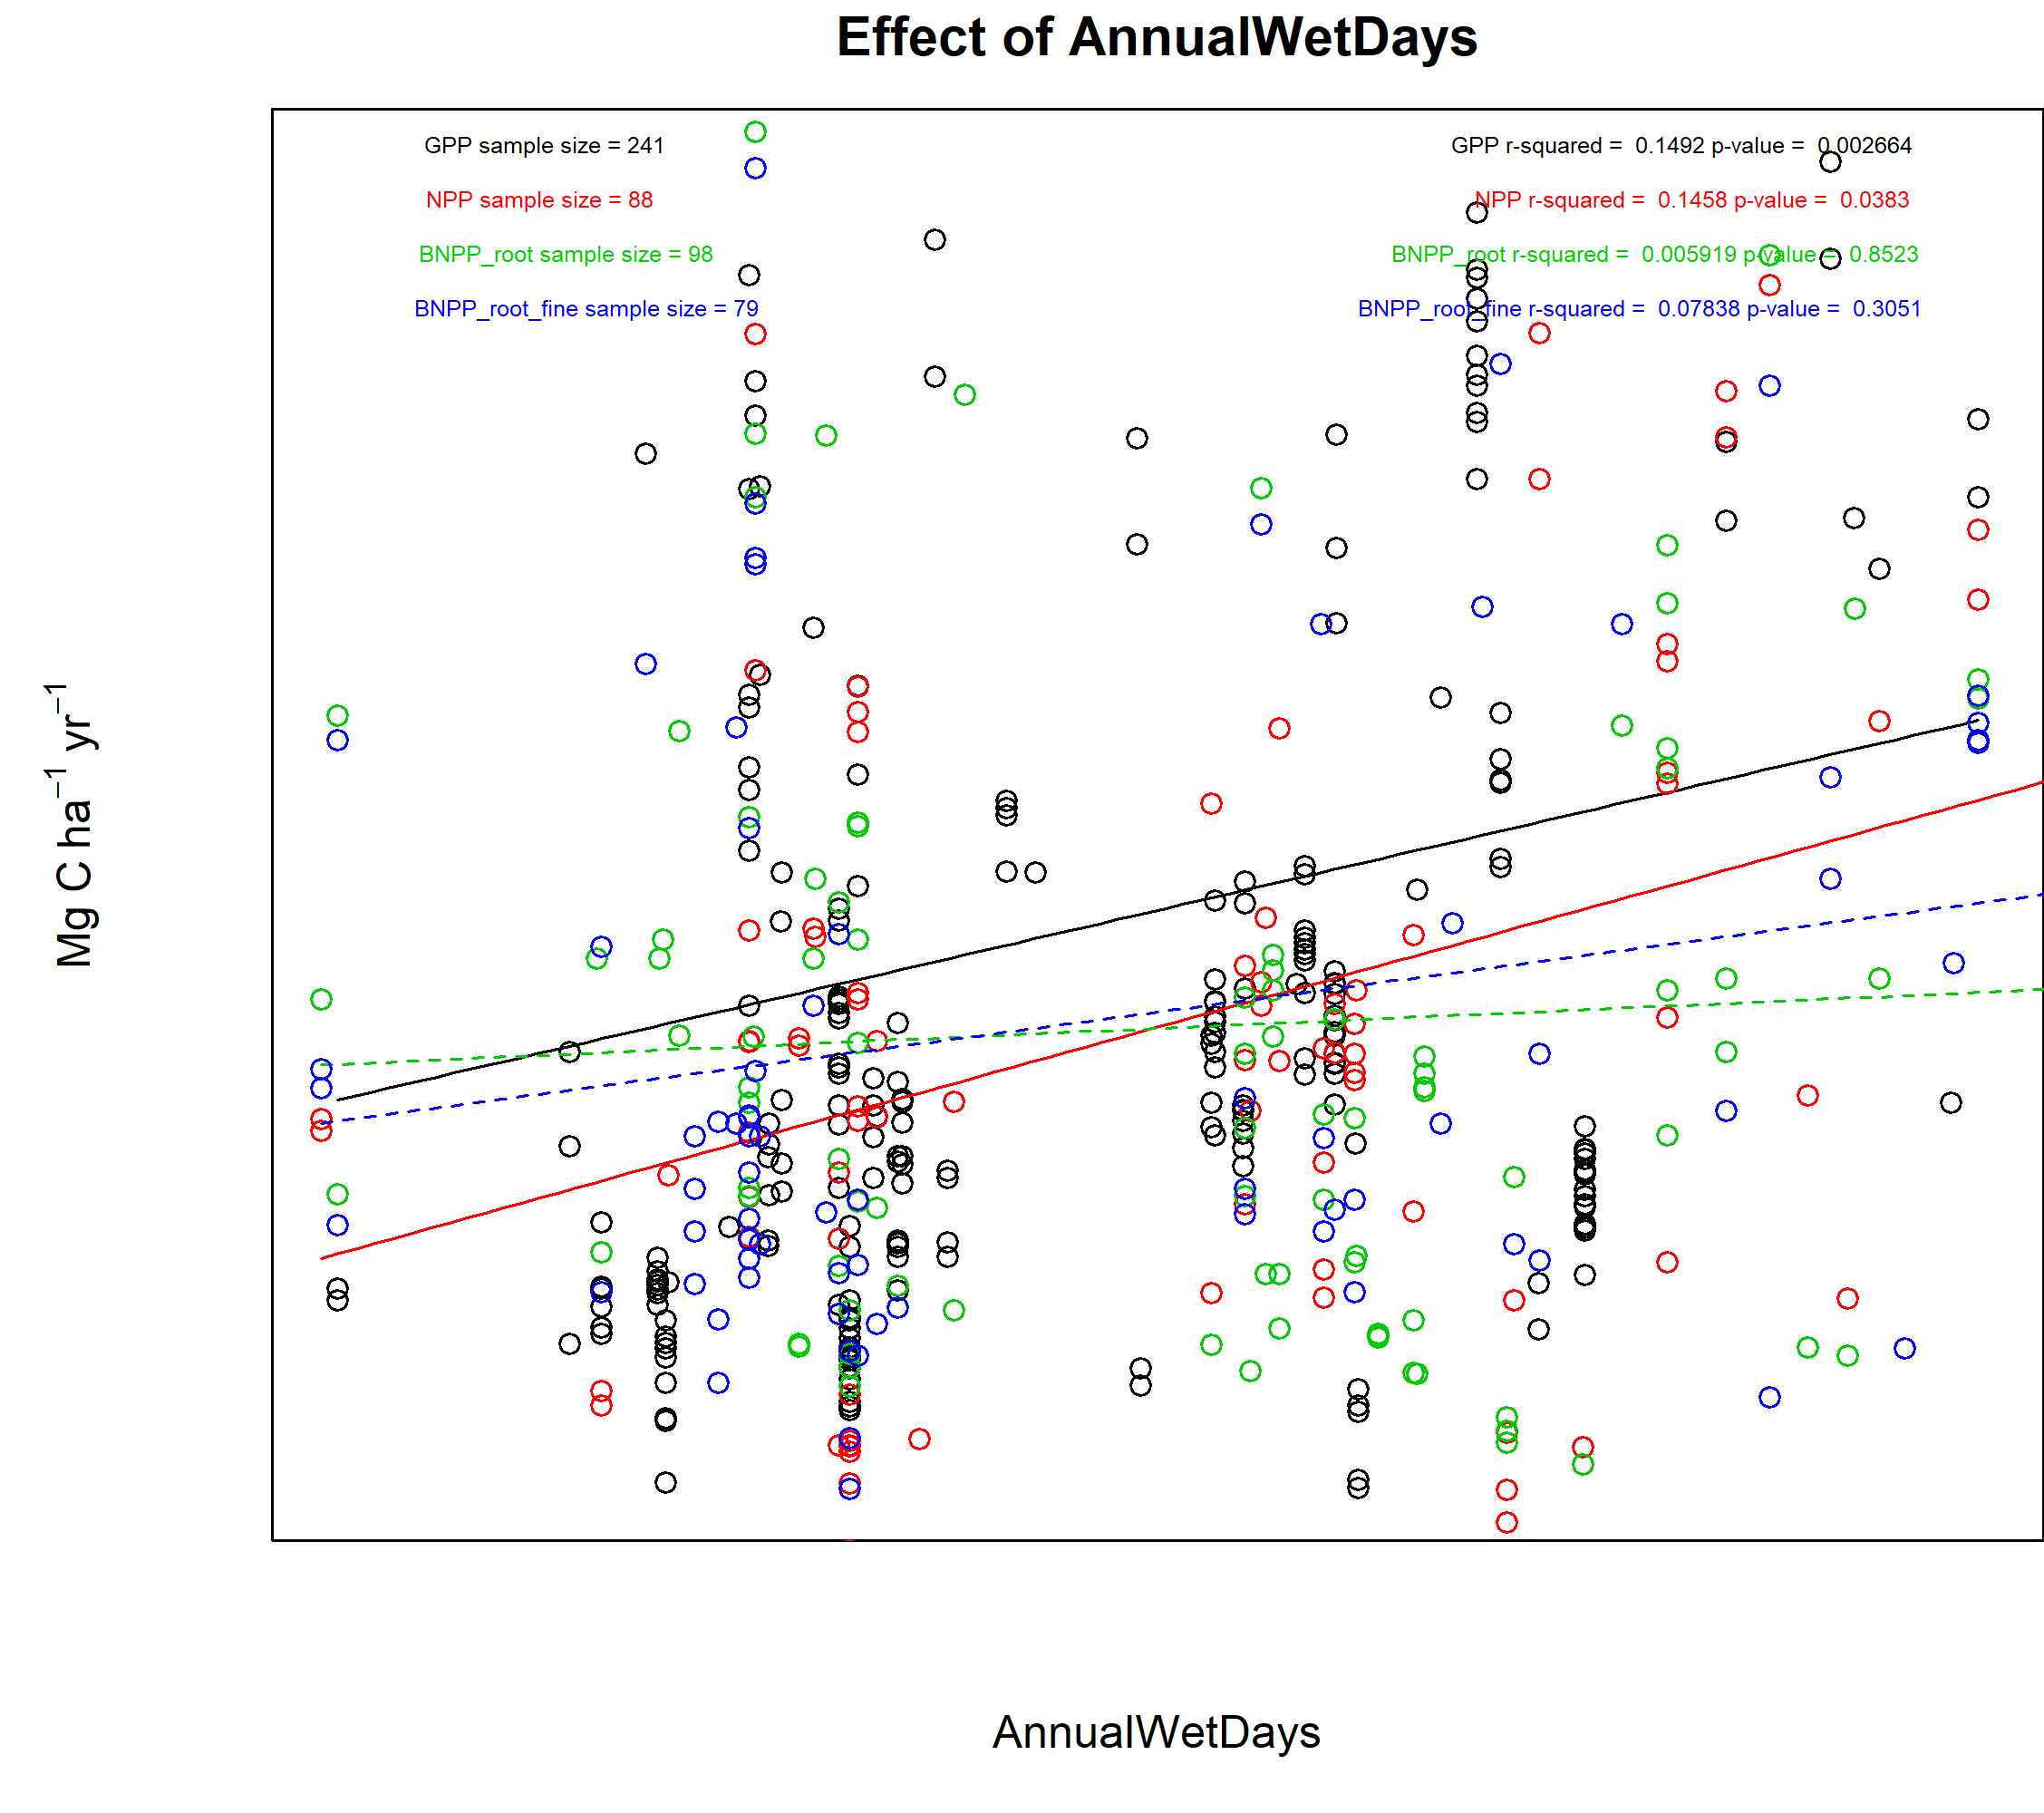 Effect of AnnualWetDays
GPP sample size = 241
GPP r-squared = 0.1492 p-value = 0.002664
NPP sample size = 88
NPP r-squared = 0.1458 p-value = 0.0383
BNPP_root sample size = 98
BNPP_root r-squared = 0.005919 p-value = 0.8523
BNPP_root_fine sample size = 79
BNPP_root_fine r-squared = 0.07838 p-value = 0.3051
Mg C ha⁻¹ yr⁻¹
AnnualWetDays